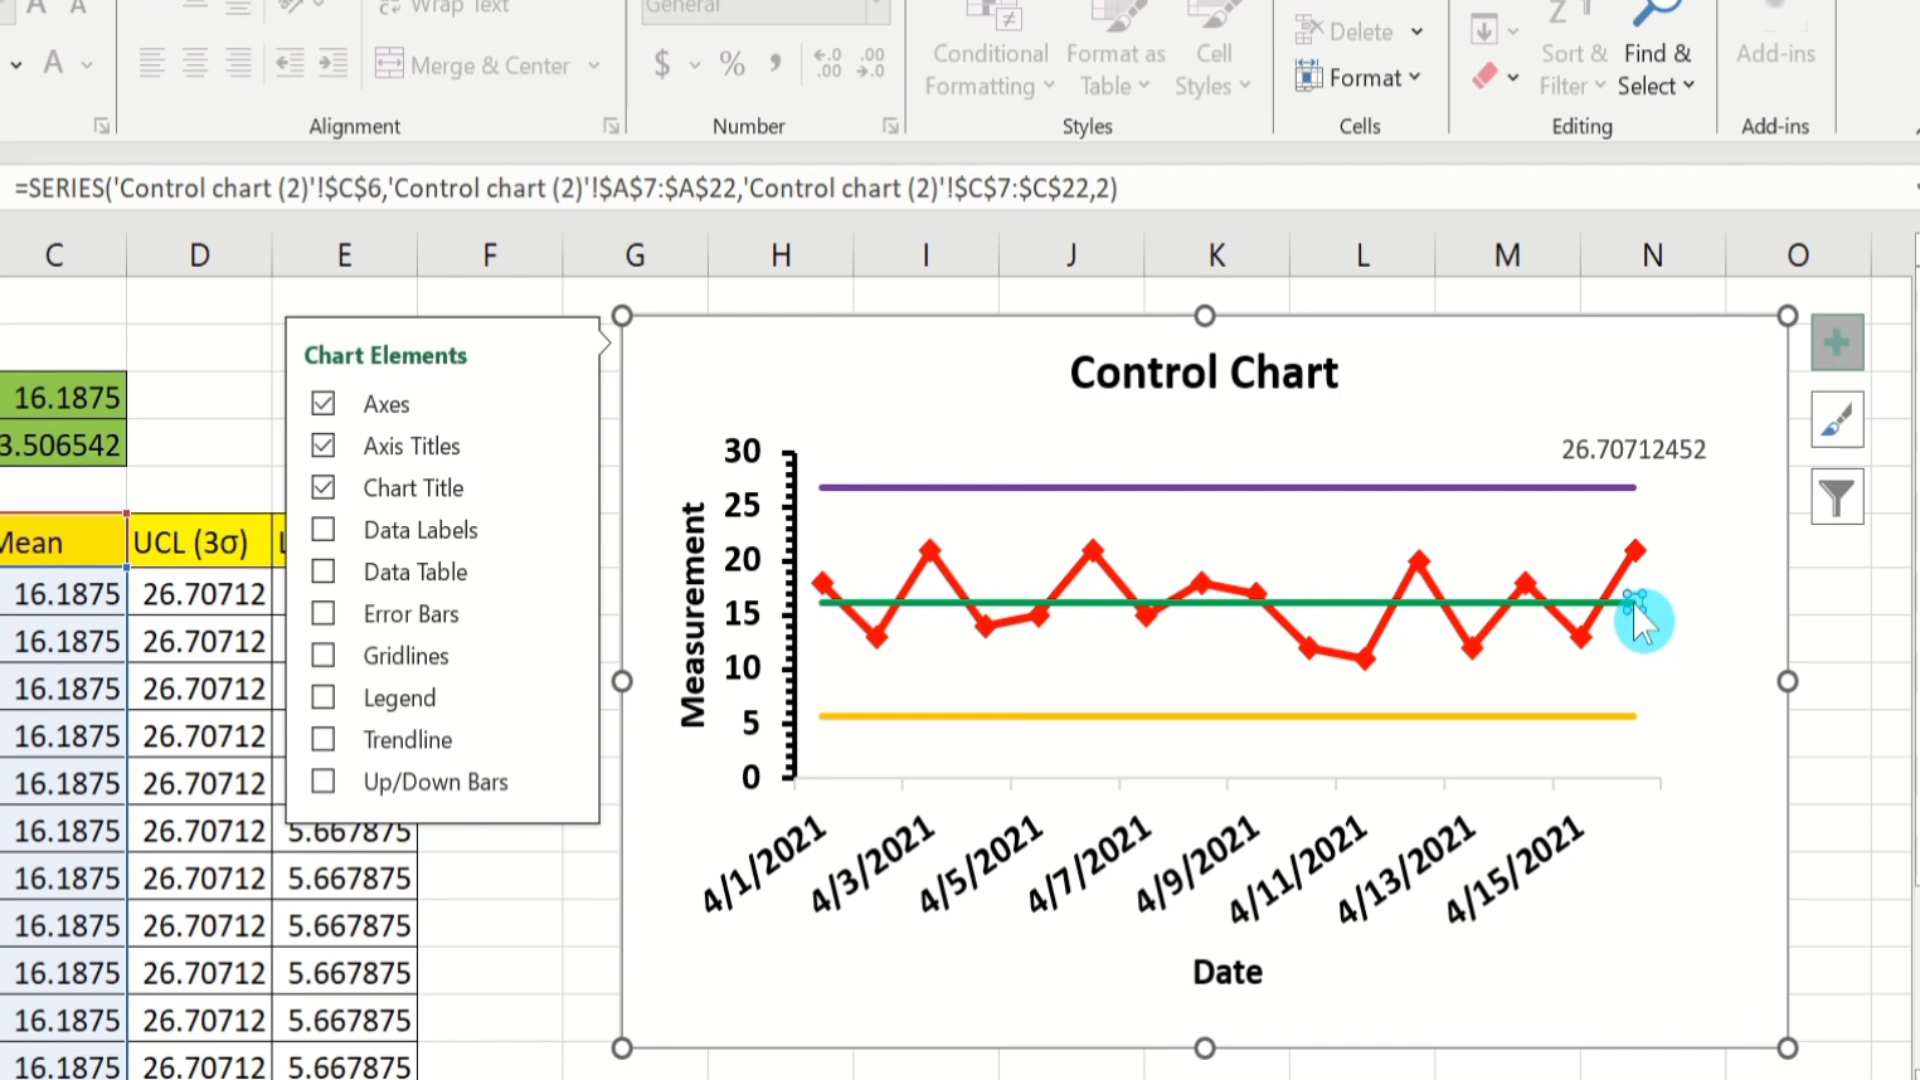 A A
Wrap Text
General
A
Merge & Center
$ % , .00 .00
Conditional Formatting
Format as Table
Cell Styles
Delete
Format
Sort & Filter
Find & Select
Add-ins
Alignment
Number
Styles
Cells
Editing
Add-ins
=SERIES('Control chart (2)'!$C$6,'Control chart (2)'!$A$7:$A$22,'Control chart (2)'!$C$7:$C$22,2)
C D E F G H I J K L M N O
16.1875
3.506542
Mean UCL (3σ) L
16.1875 26.70712
16.1875 26.70712
16.1875 26.70712
16.1875 26.70712
16.1875 26.70712
16.1875 26.70712 5.667875
16.1875 26.70712 5.667875
16.1875 26.70712 5.667875
16.1875 26.70712 5.667875
16.1875 26.70712 5.667875
16.1875 26.70712 5.667875
Chart Elements
Axes
Axis Titles
Chart Title
Data Labels
Data Table
Error Bars
Gridlines
Legend
Trendline
Up/Down Bars
Control Chart
26.70712452
Measurement
30
25
20
15
10
5
0
4/1/2021 4/3/2021 4/5/2021 4/7/2021 4/9/2021 4/11/2021 4/13/2021 4/15/2021
Date